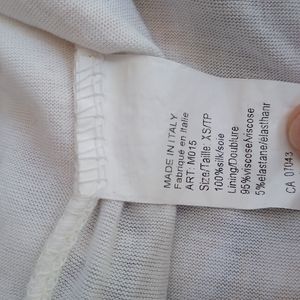 MADE IN ITALY
Fabriqué en Italie
ART: M015
Size/Taille: XS/TP
100%silk/soie
Lining/Doublure
95%viscose/viscose
5%elastane/elasthanr
CA 07043